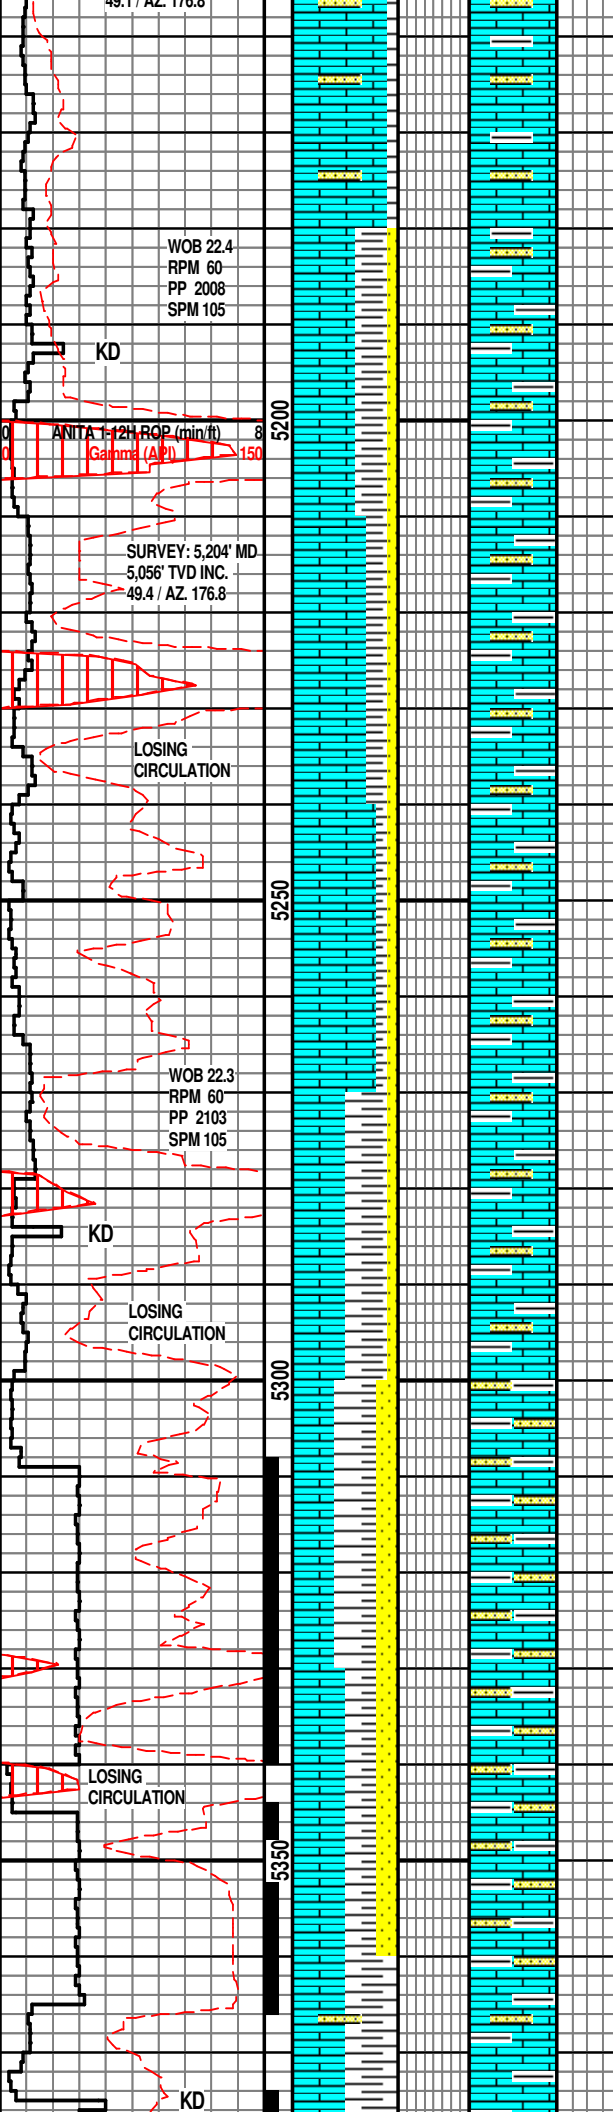 49.1 / AZ. 176.8
WOB 22.4
RPM 60
PP 2008
SPM 105
KD
5200
0 ANITA 1-12H ROP (min/ft) 8
0 Gamma (API) 150
SURVEY: 5,204' MD
5,056' TVD INC.
49.4 / AZ. 176.8
LOSING
CIRCULATION
5250
WOB 22.3
RPM 60
PP 2103
SPM 105
KD
LOSING
CIRCULATION
5300
LOSING
CIRCULATION
5350
KD